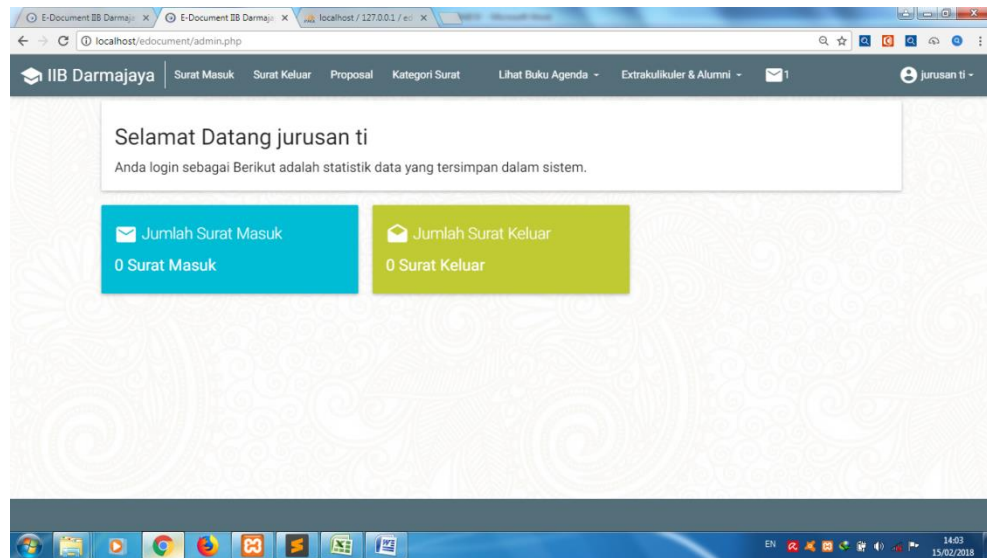 E-Document IIB Darmaja
E-Document IIB Darmaja
localhost / 127.0.0.1 / ed
localhost/edocument/admin.php
IIB Darmajaya
Surat Masuk
Surat Keluar
Proposal
Kategori Surat
Lihat Buku Agenda
Extrakulikuler & Alumni
1
jurusan ti
Selamat Datang jurusan ti
Anda login sebagai Berikut adalah statistik data yang tersimpan dalam sistem.
Jumlah Surat Masuk
0 Surat Masuk
Jumlah Surat Keluar
0 Surat Keluar
EN
14:03
15/02/2018